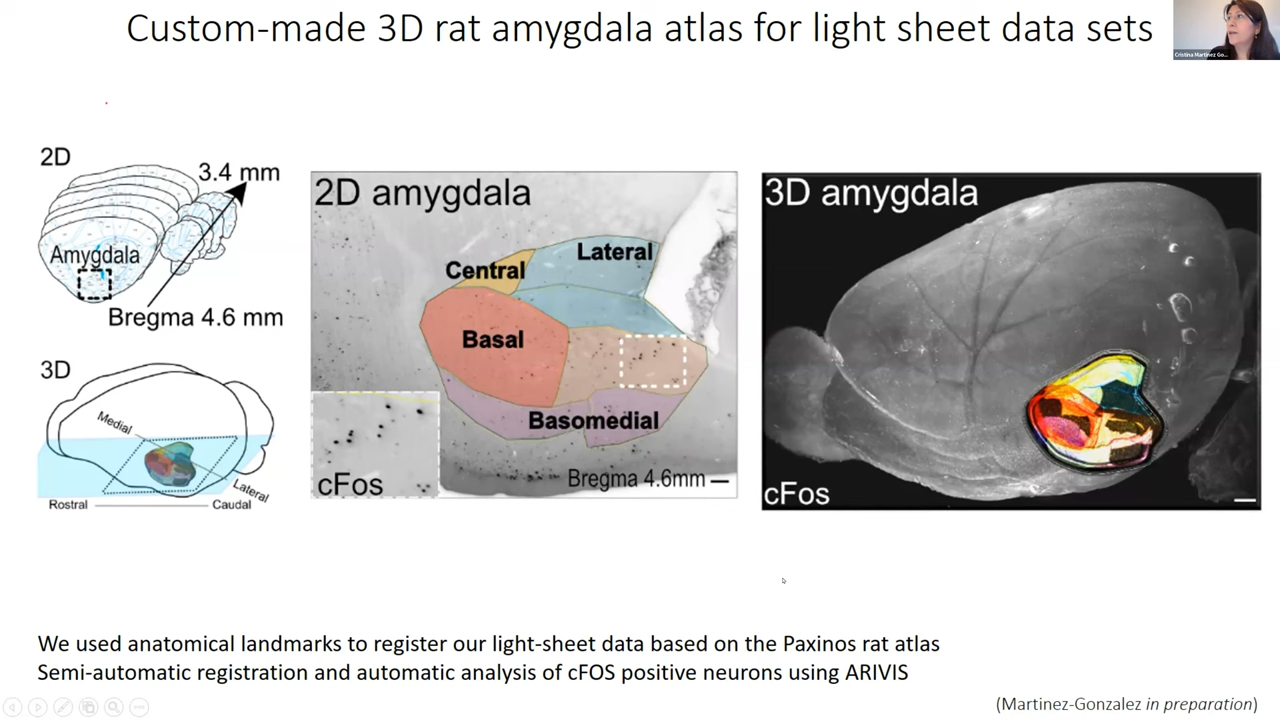 Custom-made 3D rat amygdala atlas for light sheet data sets
Cristina Martinez Go...
2D
3.4 mm
Amygdala
Bregma 4.6 mm
3D
Medial
Lateral
Rostral
Caudal
2D amygdala
Lateral
Central
Basal
Basomedial
Bregma 4.6mm
cFos
3D amygdala
cFos
We used anatomical landmarks to register our light-sheet data based on the Paxinos rat atlas
Semi-automatic registration and automatic analysis of cFOS positive neurons using ARIVIS
(Martinez-Gonzalez in preparation)